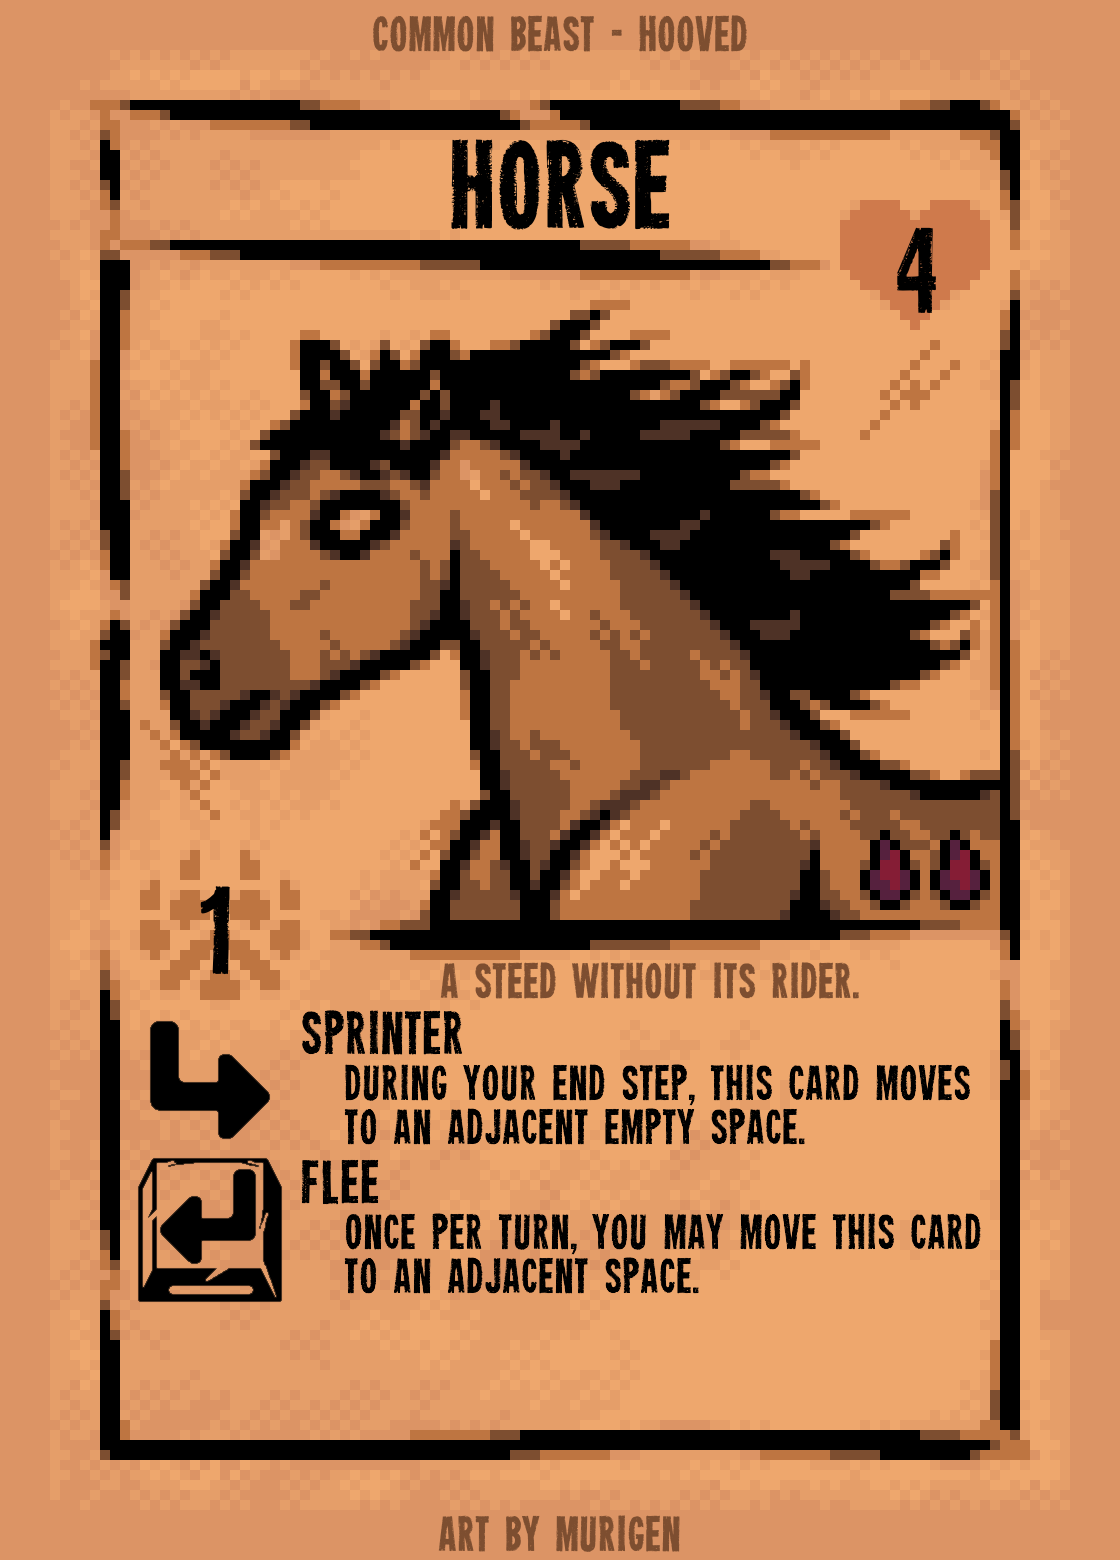 COMMON BEAST - HOOVED
HORSE
4
1
A STEED WITHOUT ITS RIDER.
SPRINTER
DURING YOUR END STEP, THIS CARD MOVES
TO AN ADJACENT EMPTY SPACE.
FLEE
ONCE PER TURN, YOU MAY MOVE THIS CARD
TO AN ADJACENT SPACE.
ART BY MURIGEN